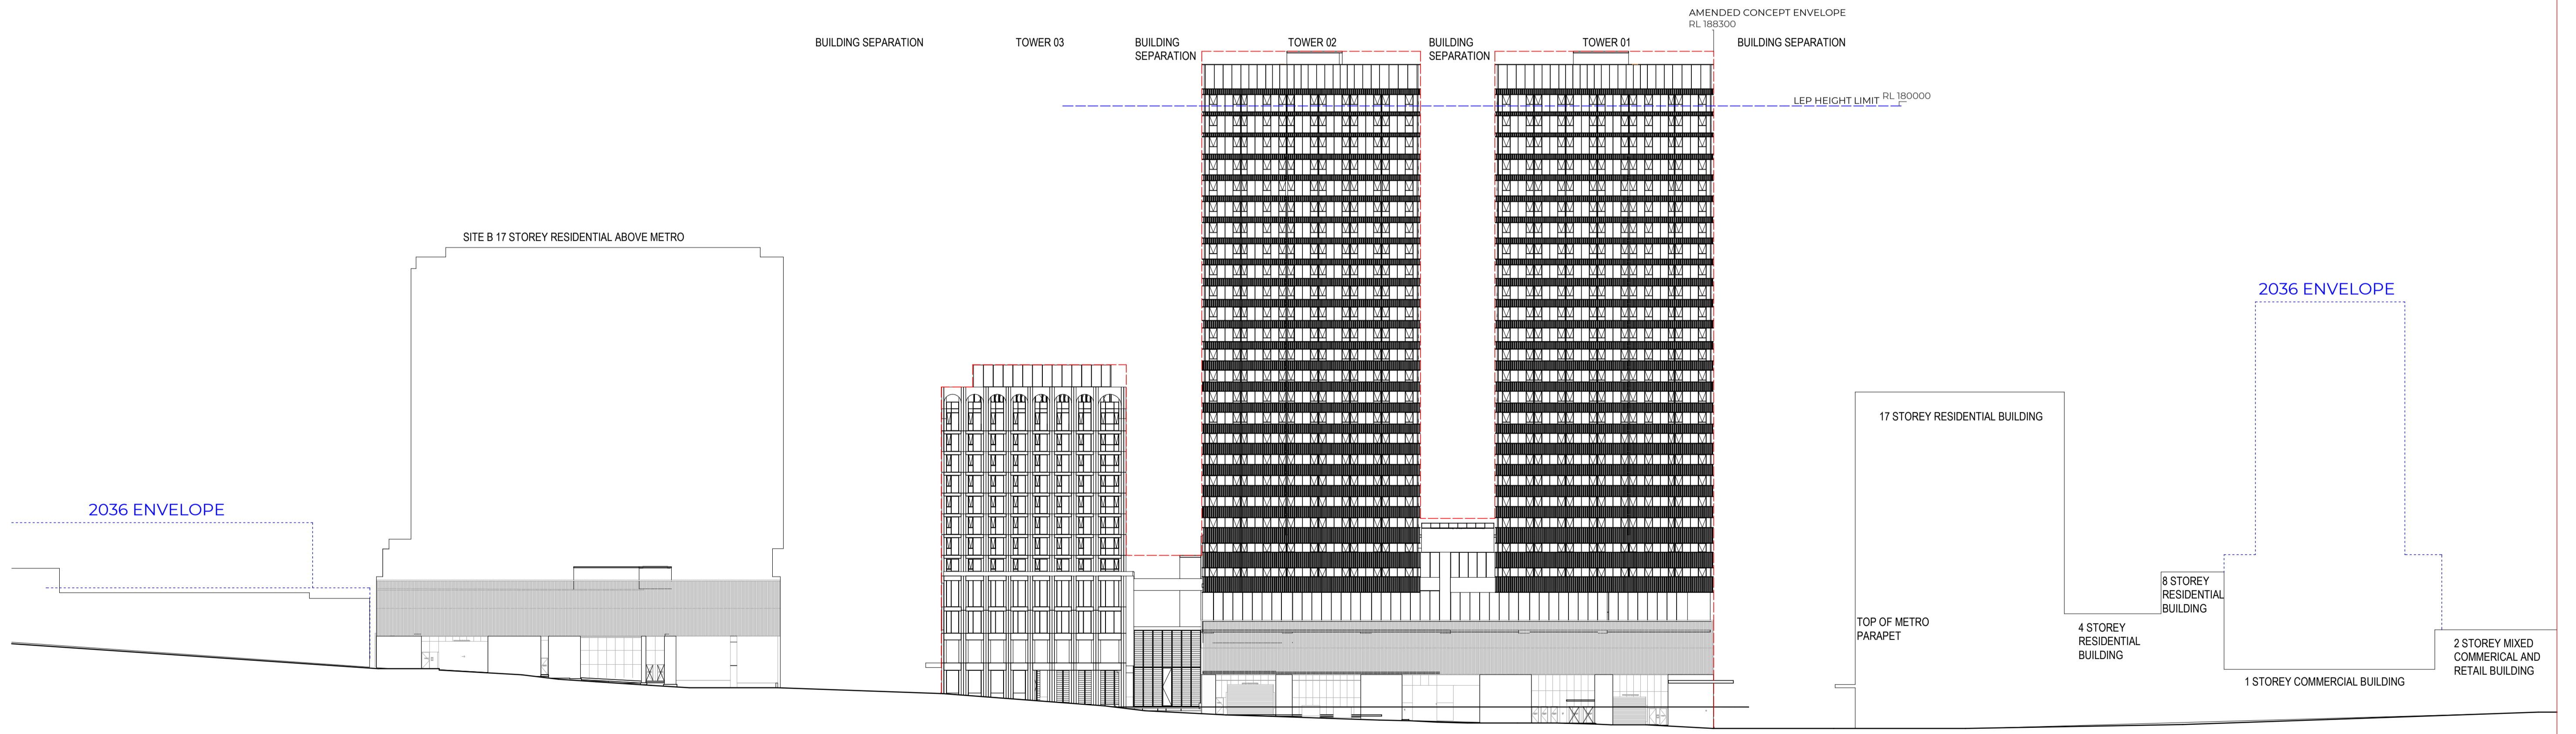 AMENDED CONCEPT ENVELOPE
RL 188300
BUILDING SEPARATION
TOWER 03
BUILDING
SEPARATION
TOWER 02
BUILDING
SEPARATION
TOWER 01
BUILDING SEPARATION
LEP HEIGHT LIMIT RL 180000
SITE B 17 STOREY RESIDENTIAL ABOVE METRO
2036 ENVELOPE
17 STOREY RESIDENTIAL BUILDING
2036 ENVELOPE
8 STOREY
RESIDENTIAL
BUILDING
TOP OF METRO
PARAPET
4 STOREY
RESIDENTIAL
BUILDING
2 STOREY MIXED
COMMERICAL AND
RETAIL BUILDING
1 STOREY COMMERCIAL BUILDING